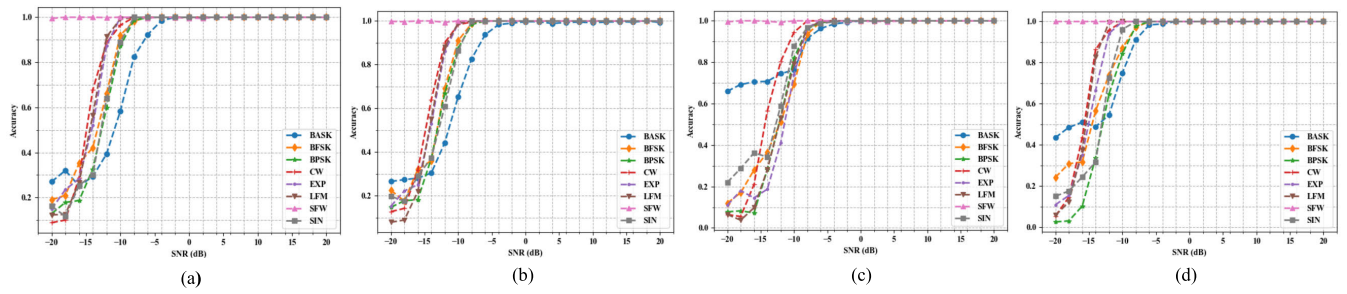 1.0
0.8
0.6
0.4
0.2
Accuracy
BASK
BFSK
BPSK
CW
EXP
LFM
SFW
SIN
−20 −15 −10 −5 0 5 10 15 20
SNR (dB)
(a)
1.0
0.8
0.6
0.4
0.2
Accuracy
BASK
BFSK
BPSK
CW
EXP
LFM
SFW
SIN
−20 −15 −10 −5 0 5 10 15 20
SNR (dB)
(b)
1.0
0.8
0.6
0.4
0.2
0.0
Accuracy
BASK
BFSK
BPSK
CW
EXP
LFM
SFW
SIN
−20 −15 −10 −5 0 5 10 15 20
SNR (dB)
(c)
1.0
0.8
0.6
0.4
0.2
0.0
Accuracy
BASK
BFSK
BPSK
CW
EXP
LFM
SFW
SIN
−20 −15 −10 −5 0 5 10 15 20
SNR (dB)
(d)